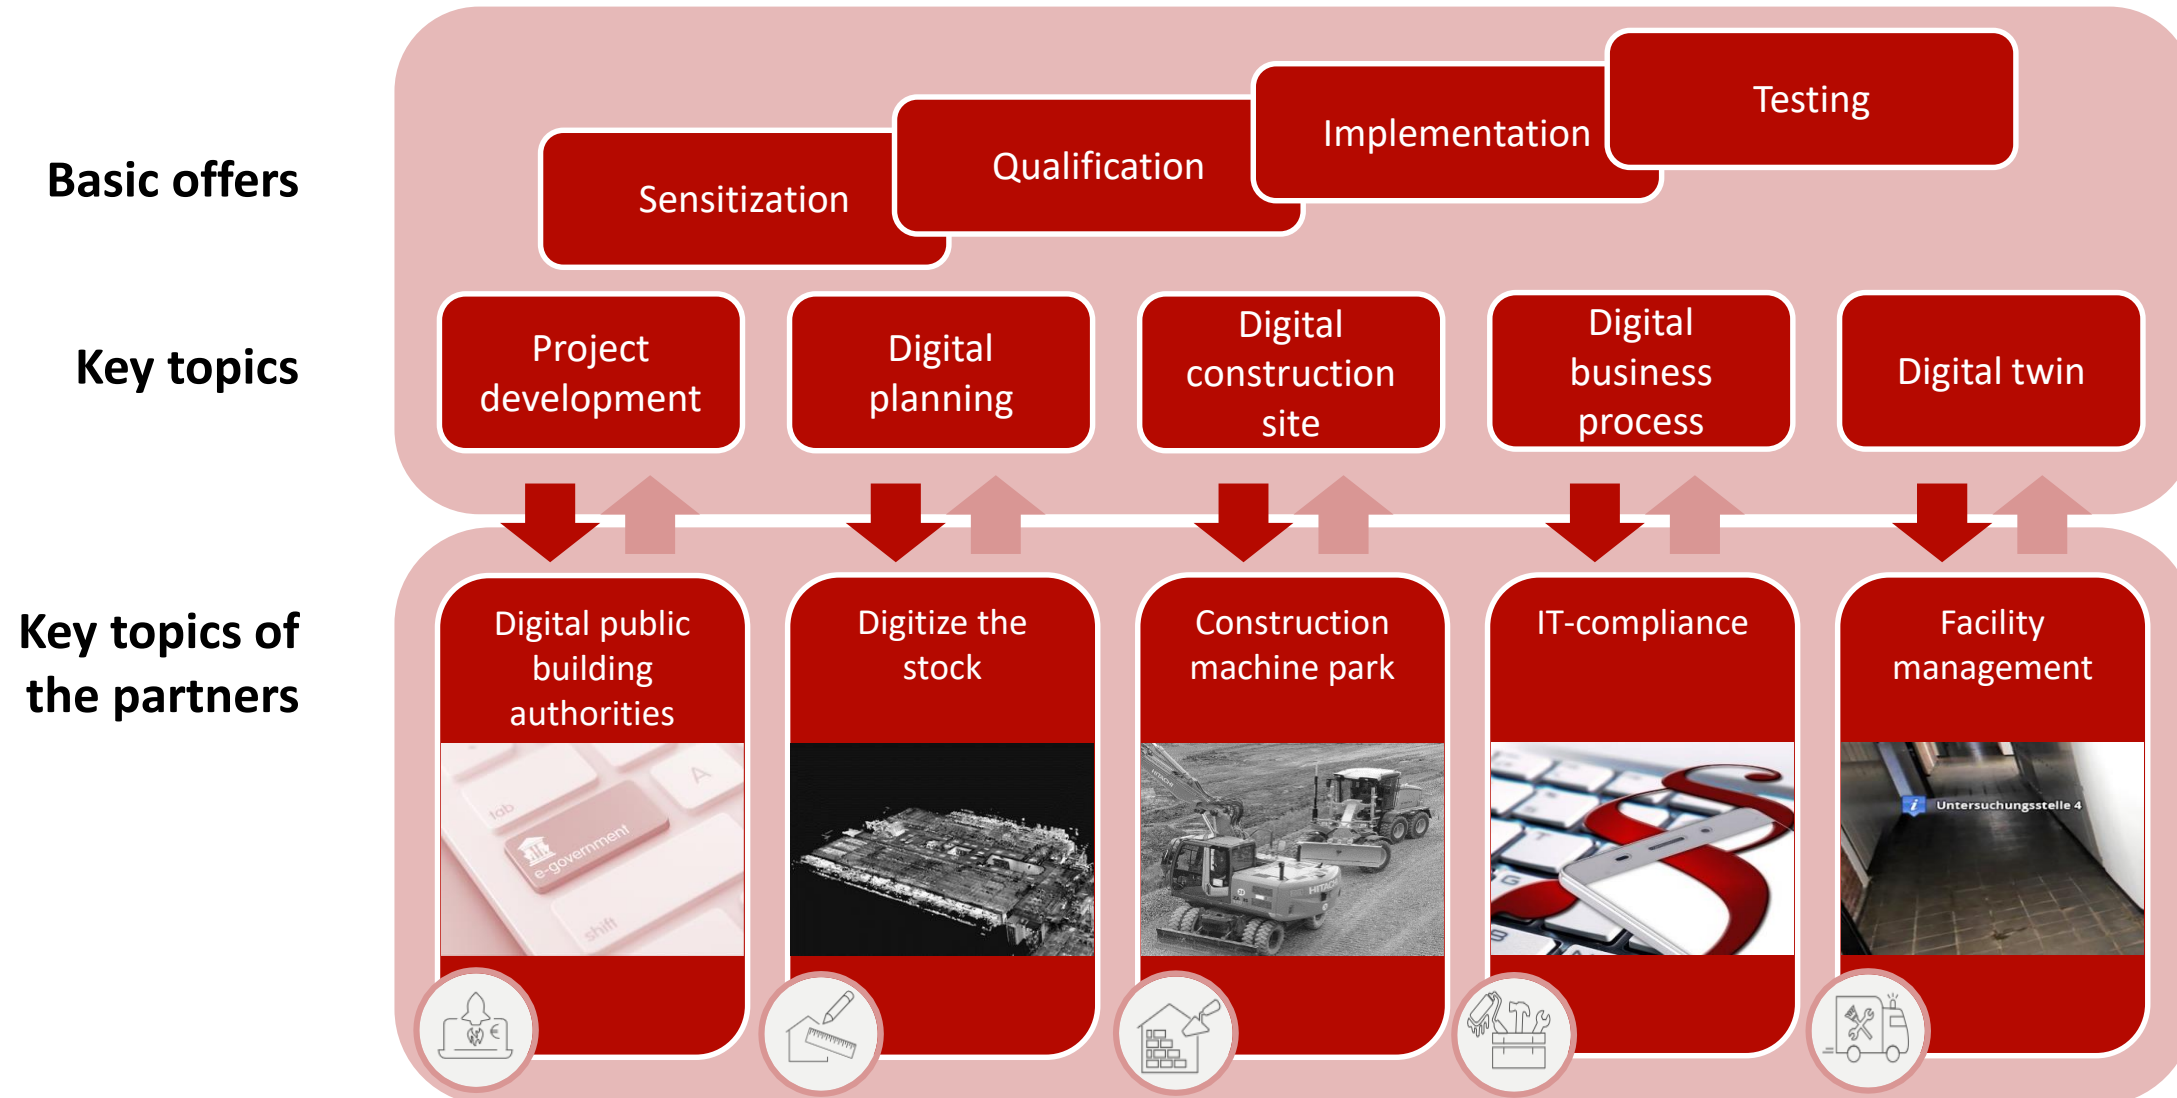 Basic offers
Sensitization
Qualification
Implementation
Testing
Key topics
Project
development
Digital
planning
Digital
construction
site
Digital
business
process
Digital twin
Key topics of
the partners
Digital public
building
authorities
Digitize the
stock
Construction
machine park
IT-compliance
Facility
management
tab
A
e-government
shift
HITACHI
HITACHI
G
Untersuchungsstelle 4
€